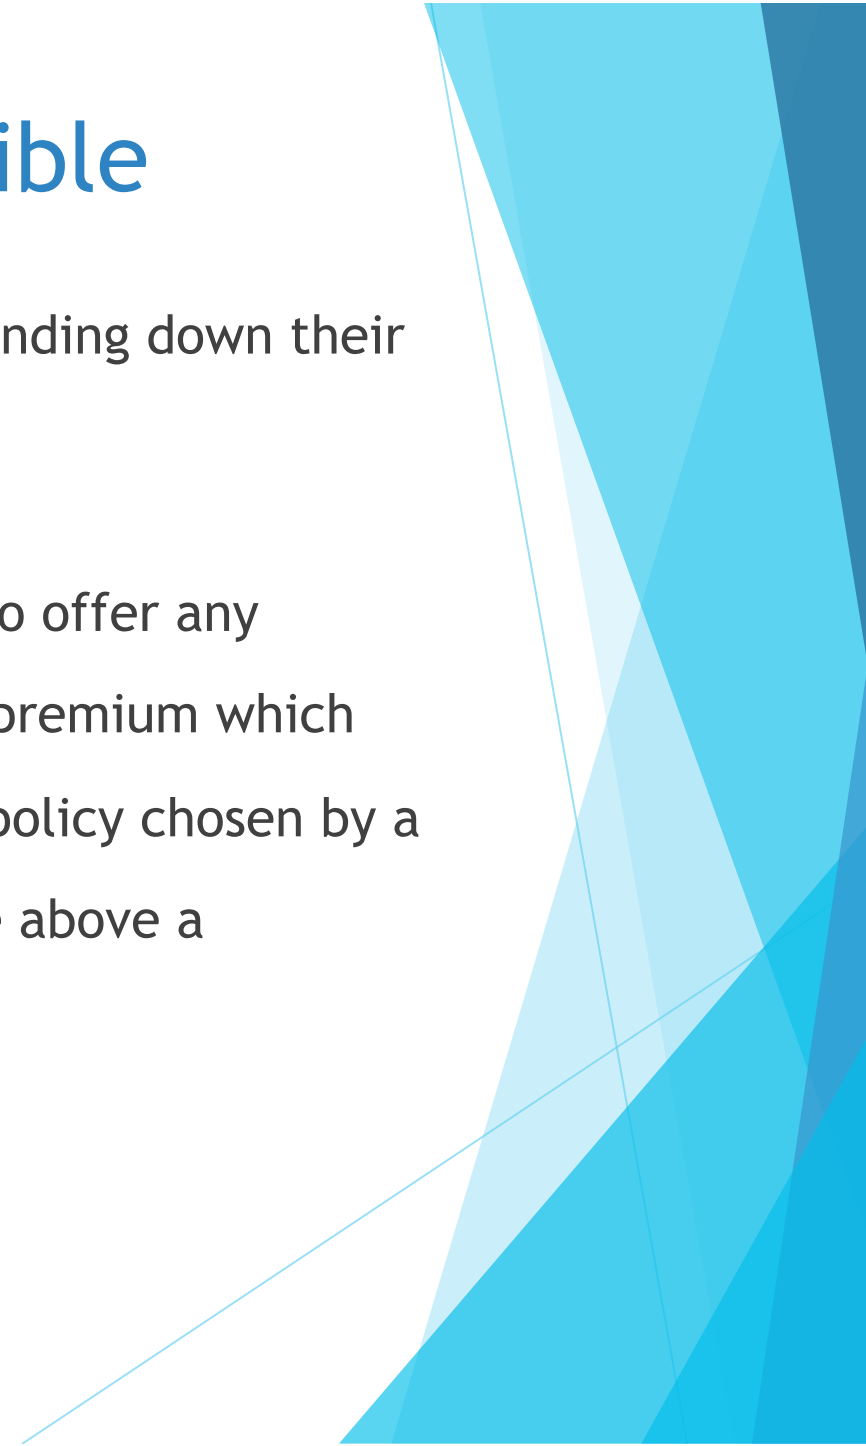 ible
nding down their
o offer any
premium which
policy chosen by a
e above a